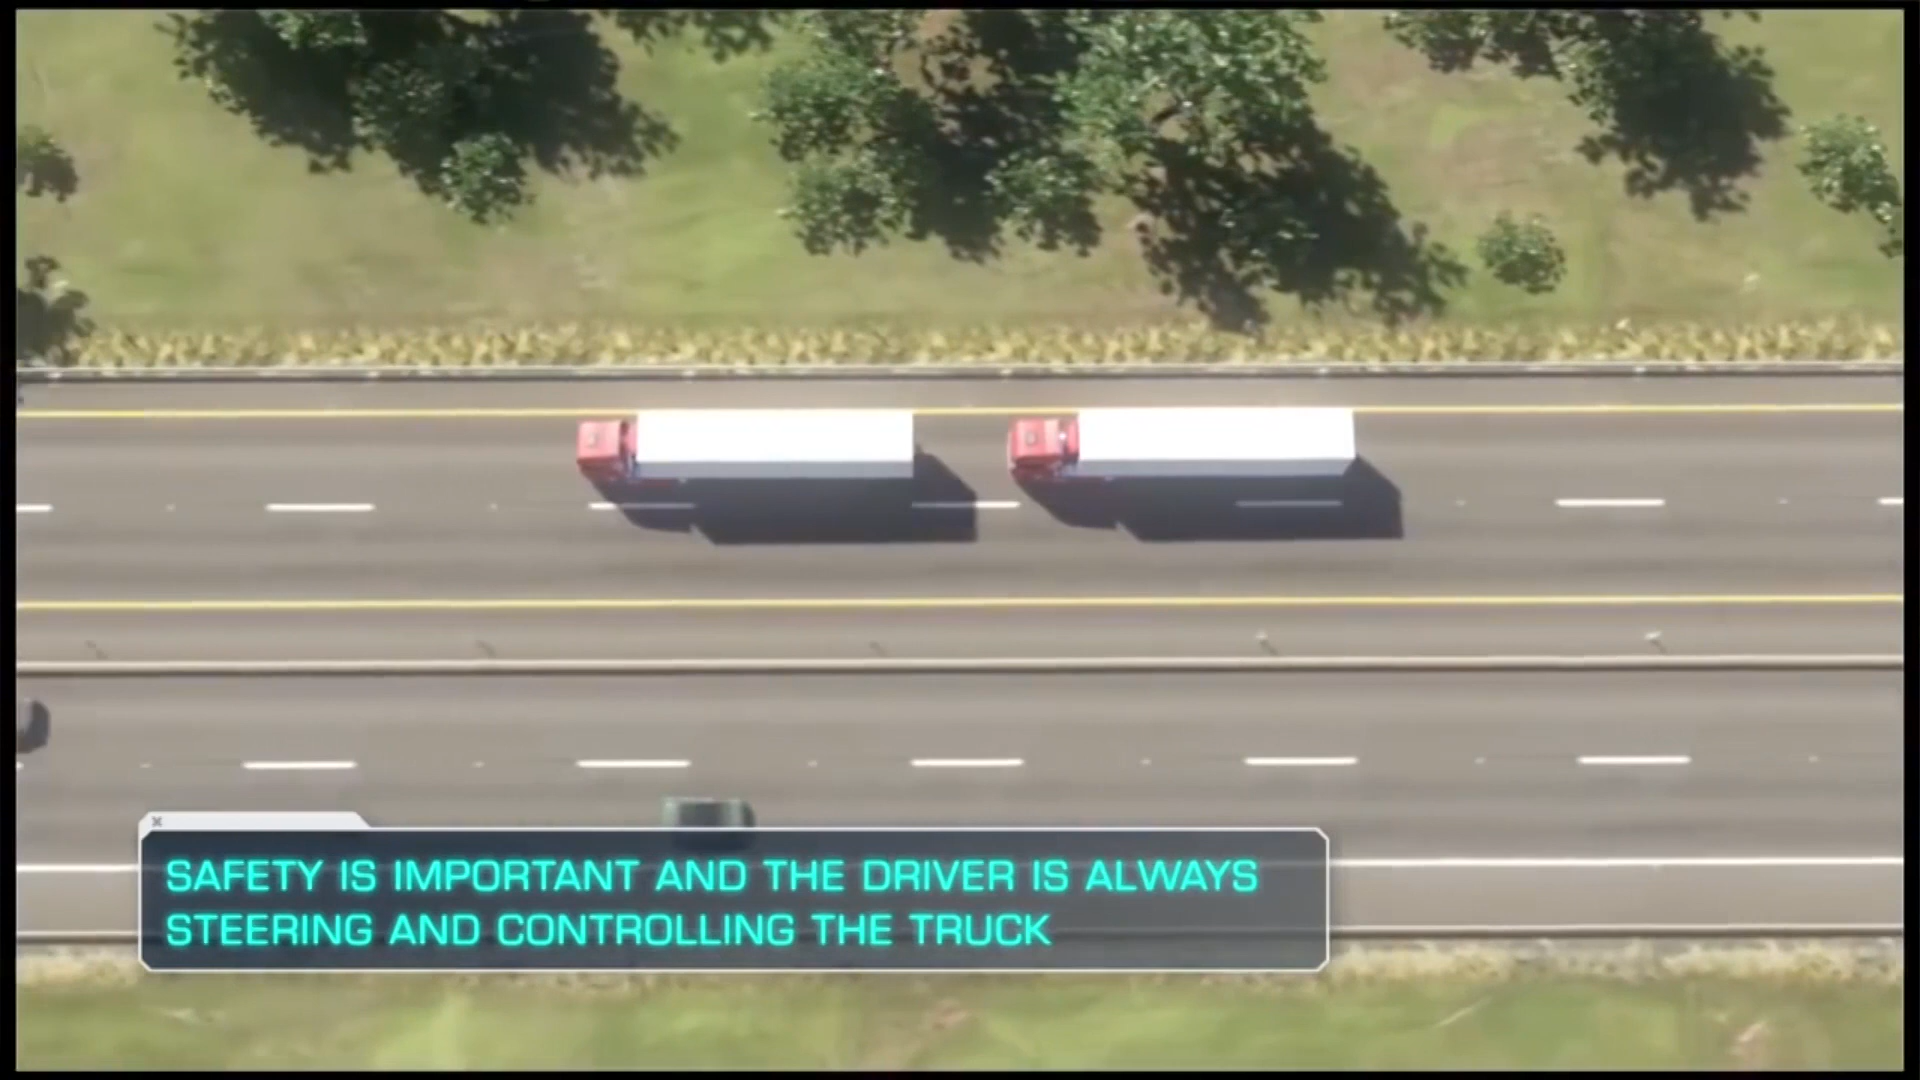 SAFETY IS IMPORTANT AND THE DRIVER IS ALWAYS
STEERING AND CONTROLLING THE TRUCK